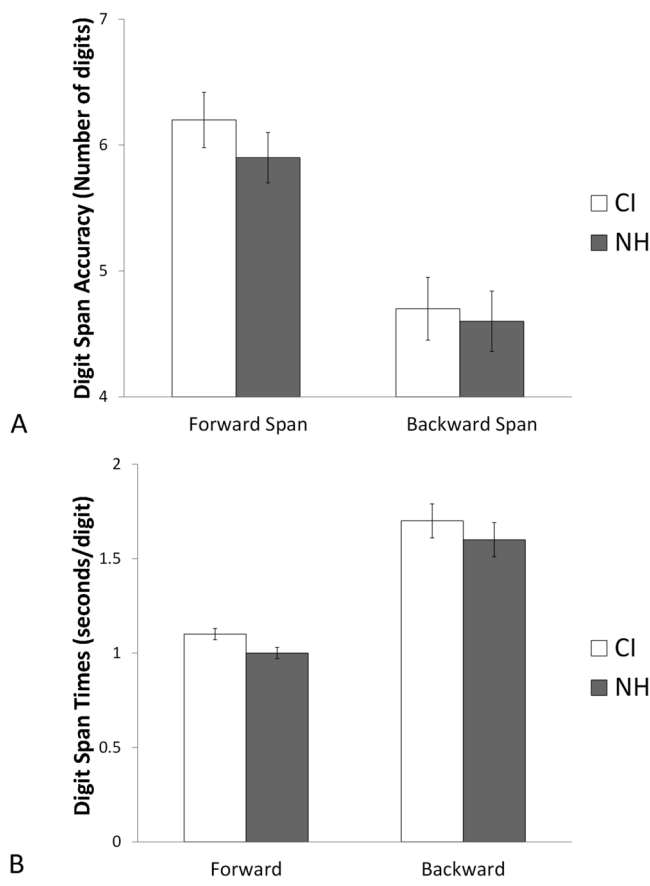 Digit Span Accuracy (Number of digits)
7
6
5
4
Forward Span
Backward Span
CI
NH
A
Digit Span Times (seconds/digit)
2
1.5
1
0.5
0
Forward
Backward
CI
NH
B